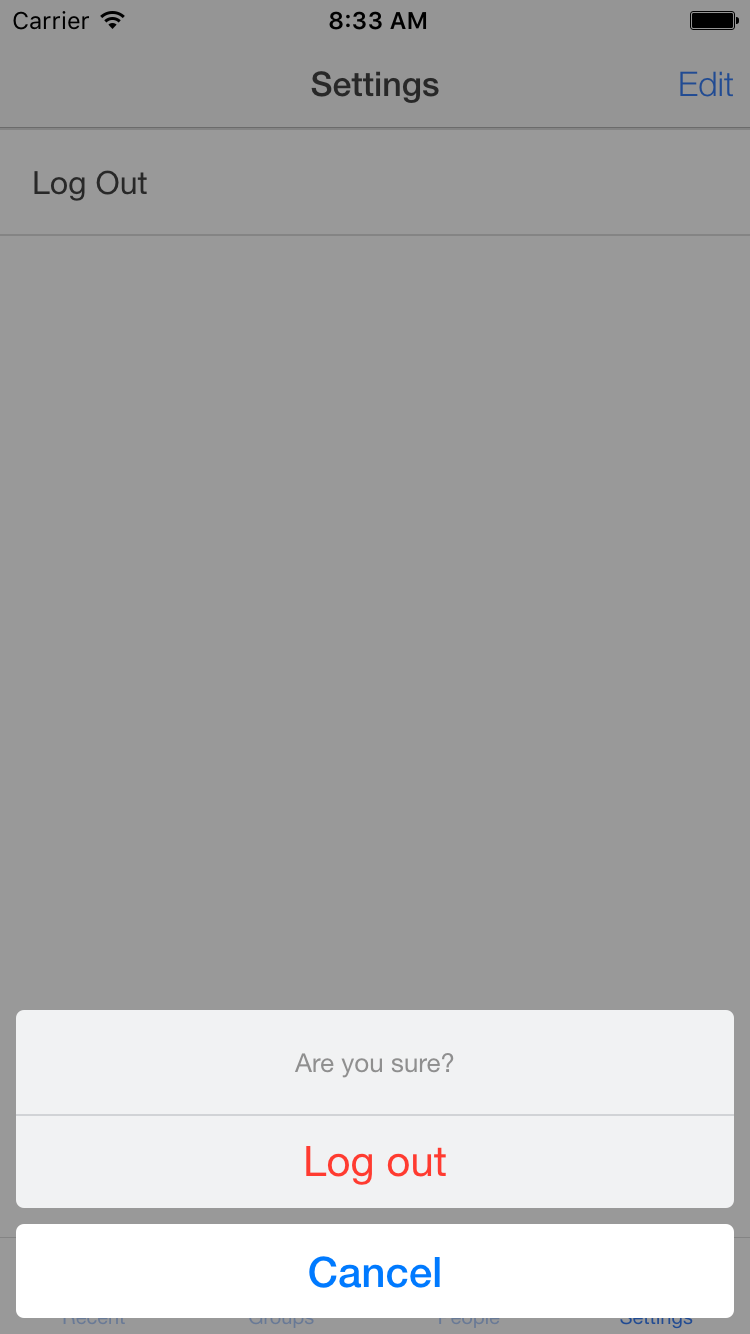 Carrier 8:33 AM
Settings Edit
Log Out
Are you sure?
Log out
Cancel
Recent Groups People Settings